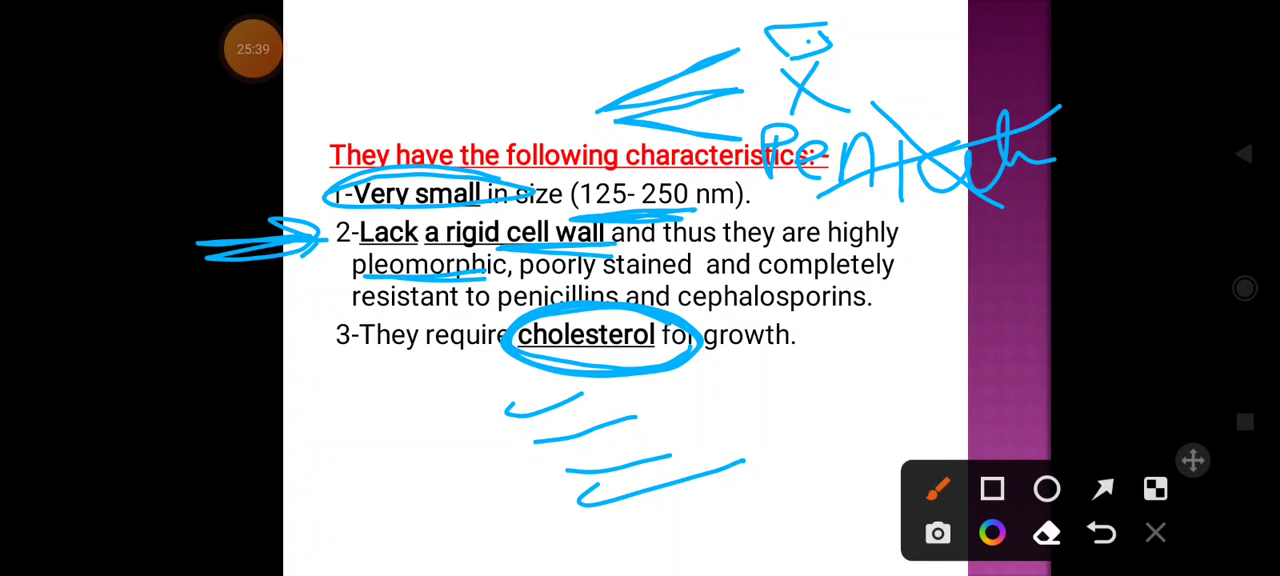 25:39
They have the following characteristics:-
1-Very small in size (125- 250 nm).
2-Lack a rigid cell wall and thus they are highly
pleomorphic, poorly stained and completely
resistant to penicillins and cephalosporins.
3-They require cholesterol for growth.